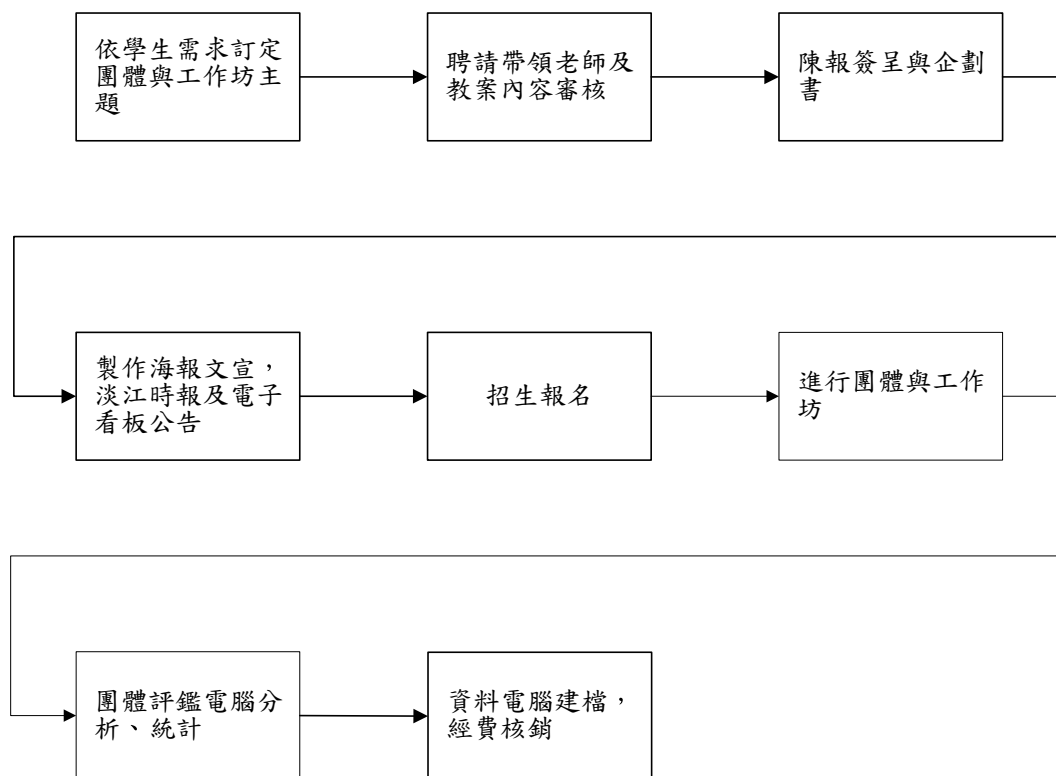 依學生需求訂定
團體與工作坊主
題
聘請帶領老師及
教案內容審核
陳報簽呈與企劃
書
製作海報文宣，
淡江時報及電子
看板公告
招生報名
進行團體與工作
坊
團體評鑑電腦分
析、統計
資料電腦建檔，
經費核銷